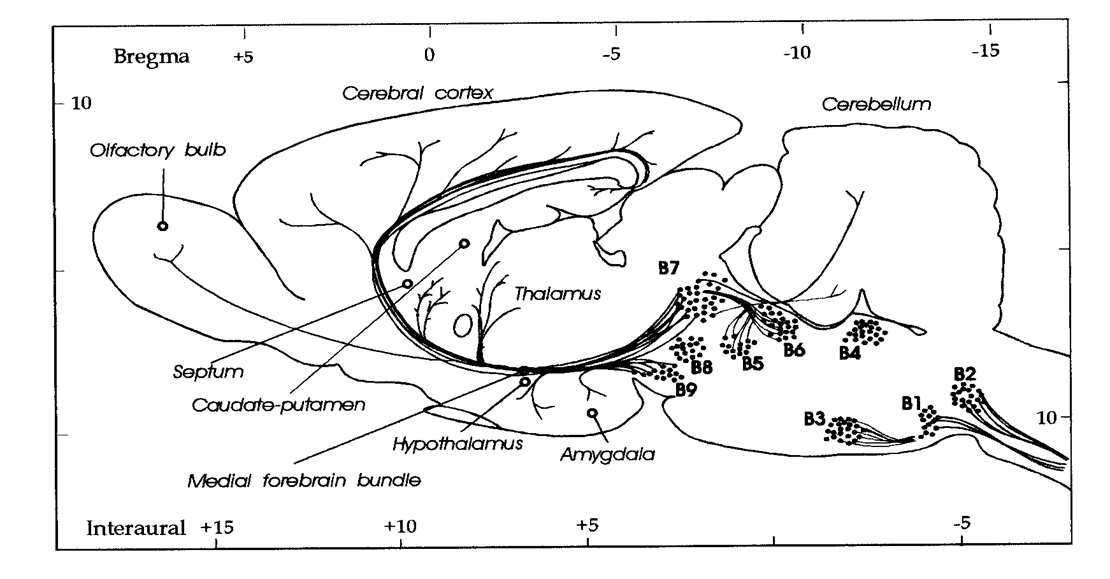 Bregma +5 0 -5 -10 -15
10
Cerebral cortex
Cerebellum
Olfactory bulb
B7
Thalamus
B6
B4
B5
B8
Septum
B2
B9
Caudate-putamen
B1
B3
10
Hypothalamus
Amygdala
Medial forebrain bundle
Interaural +15 +10 +5 -5